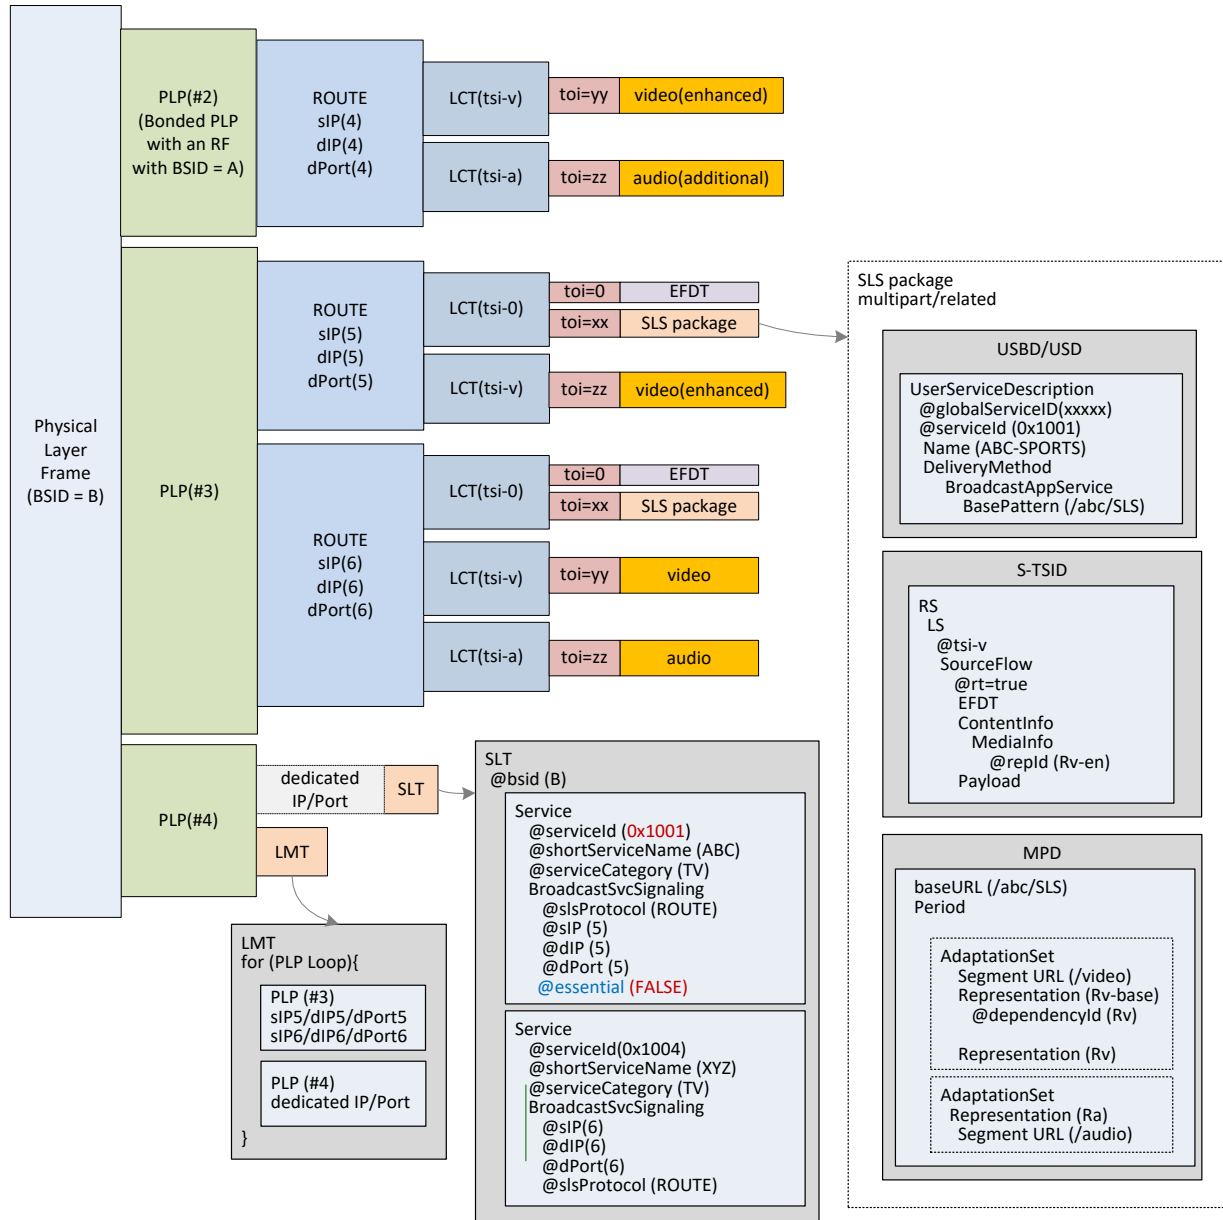 Physical
Layer
Frame
(BSID = B)
PLP(#2)
(Bonded PLP
with an RF
with BSID = A)
ROUTE
sIP(4)
dIP(4)
dPort(4)
LCT(tsi-v)
toi=yy
video(enhanced)
LCT(tsi-a)
toi=zz
audio(additional)
PLP(#3)
ROUTE
sIP(5)
dIP(5)
dPort(5)
LCT(tsi-0)
toi=0
EFDT
toi=xx
SLS package
LCT(tsi-v)
toi=zz
video(enhanced)
ROUTE
sIP(6)
dIP(6)
dPort(6)
LCT(tsi-0)
toi=0
EFDT
toi=xx
SLS package
LCT(tsi-v)
toi=yy
video
LCT(tsi-a)
toi=zz
audio
PLP(#4)
dedicated
IP/Port
SLT
LMT
LMT
for (PLP Loop){
PLP (#3)
sIP5/dIP5/dPort5
sIP6/dIP6/dPort6
PLP (#4)
dedicated IP/Port
}
SLT
@bsid (B)
Service
@serviceId (0x1001)
@shortServiceName (ABC)
@serviceCategory (TV)
BroadcastSvcSignaling
@slsProtocol (ROUTE)
@sIP (5)
@dIP (5)
@dPort (5)
@essential (FALSE)
Service
@serviceId(0x1004)
@shortServiceName (XYZ)
@serviceCategory (TV)
BroadcastSvcSignaling
@sIP(6)
@dIP(6)
@dPort(6)
@slsProtocol (ROUTE)
SLS package
multipart/related
USBD/USD
UserServiceDescription
@globalServiceID(xxxxx)
@serviceId (0x1001)
Name (ABC-SPORTS)
DeliveryMethod
BroadcastAppService
BasePattern (/abc/SLS)
S-TSID
RS
LS
@tsi-v
SourceFlow
@rt=true
EFDT
ContentInfo
MediaInfo
@repId (Rv-en)
Payload
MPD
baseURL (/abc/SLS)
Period
AdaptationSet
Segment URL (/video)
Representation (Rv-base)
@dependencyId (Rv)
Representation (Rv)
AdaptationSet
Representation (Ra)
Segment URL (/audio)